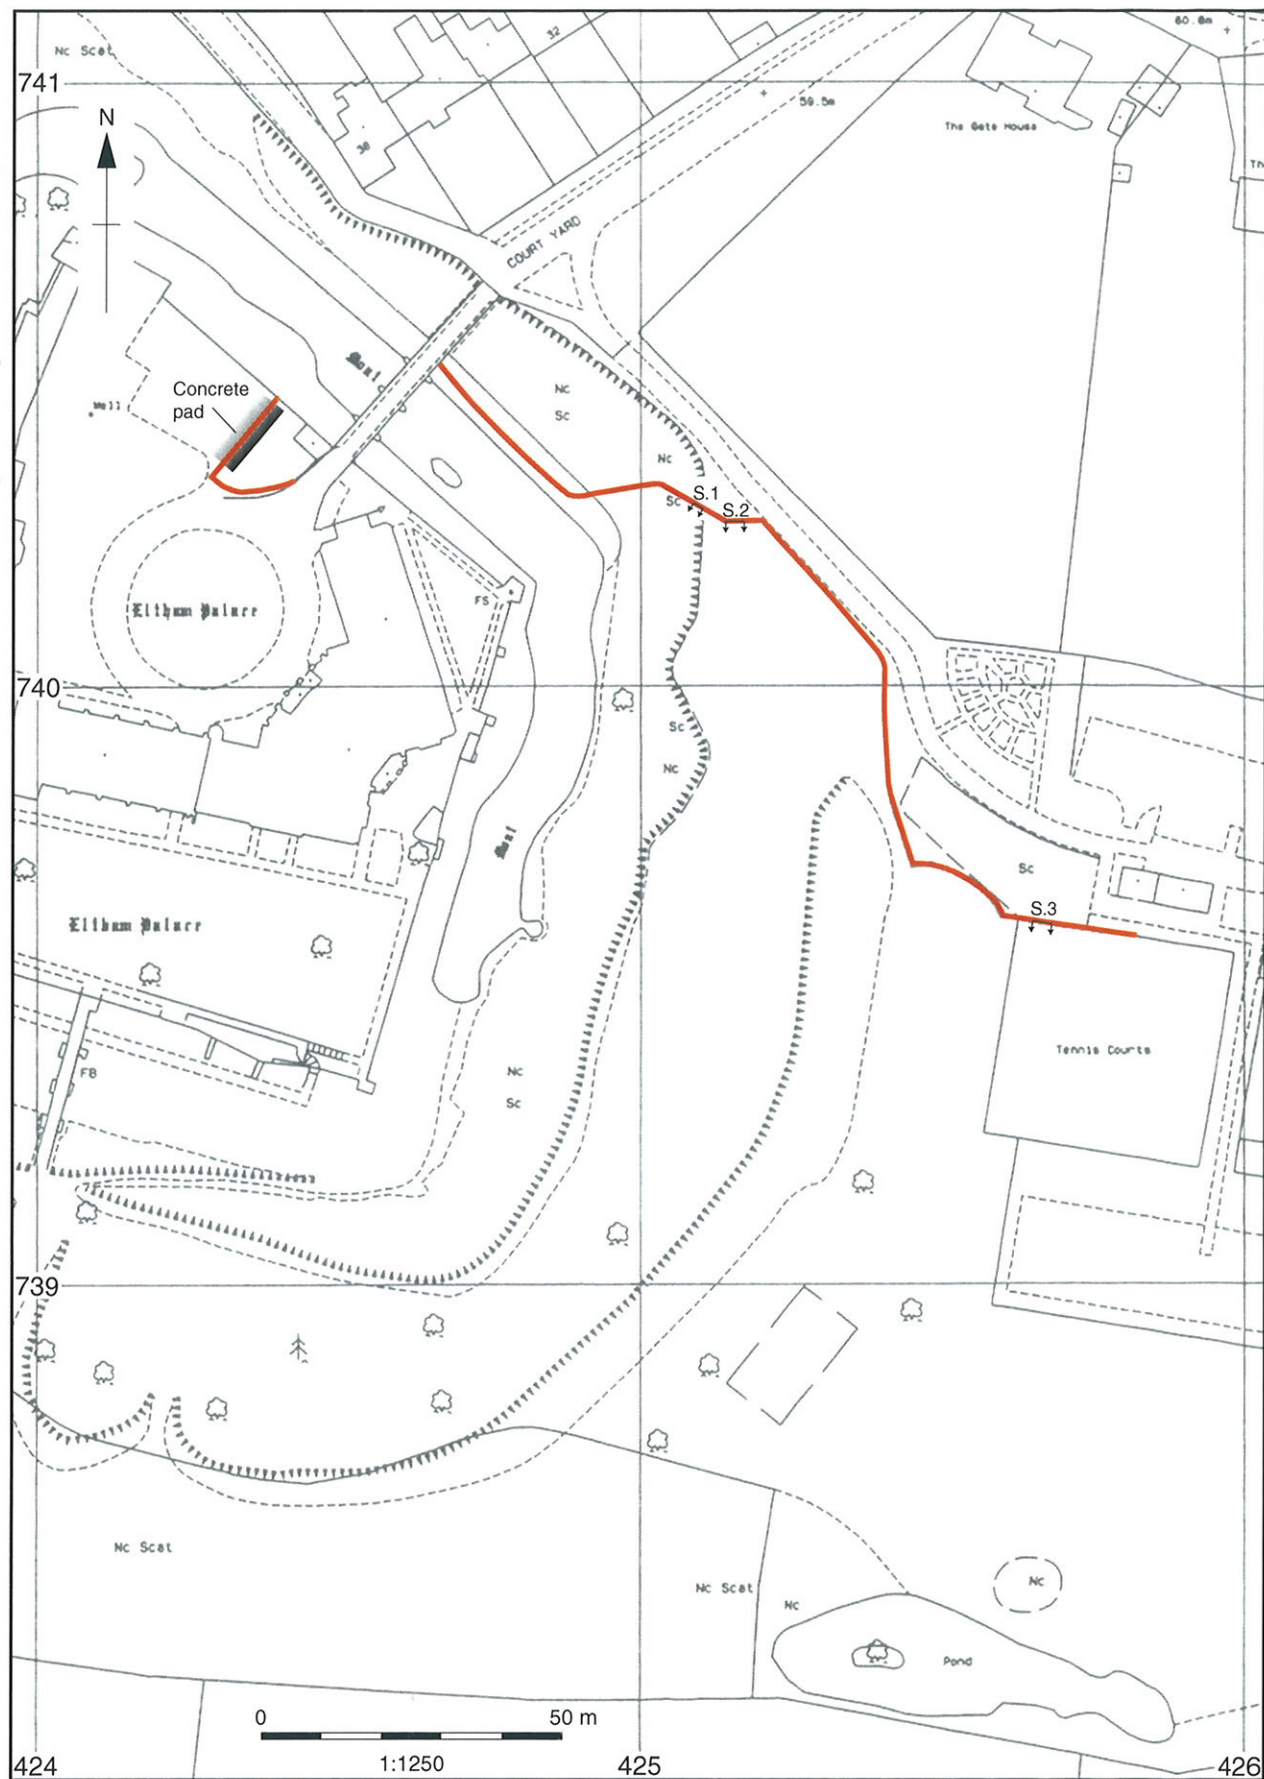 60.8m
Nc Scat
32
741
59.5m
The Gate House
N
38
Th
COURT YARD
Moat
Concrete
pad
Nc
Sc
Well
Nc
Sc
S.1
S.2
Eltham Palace
FS
740
Sc
Nc
Moat
Sc
Eltham Palace
S.3
Tennis Courts
FB
Nc
Sc
739
Nc Scat
Nc
Nc Scat
Nc
Pond
0
50 m
1:1250
424
425
426